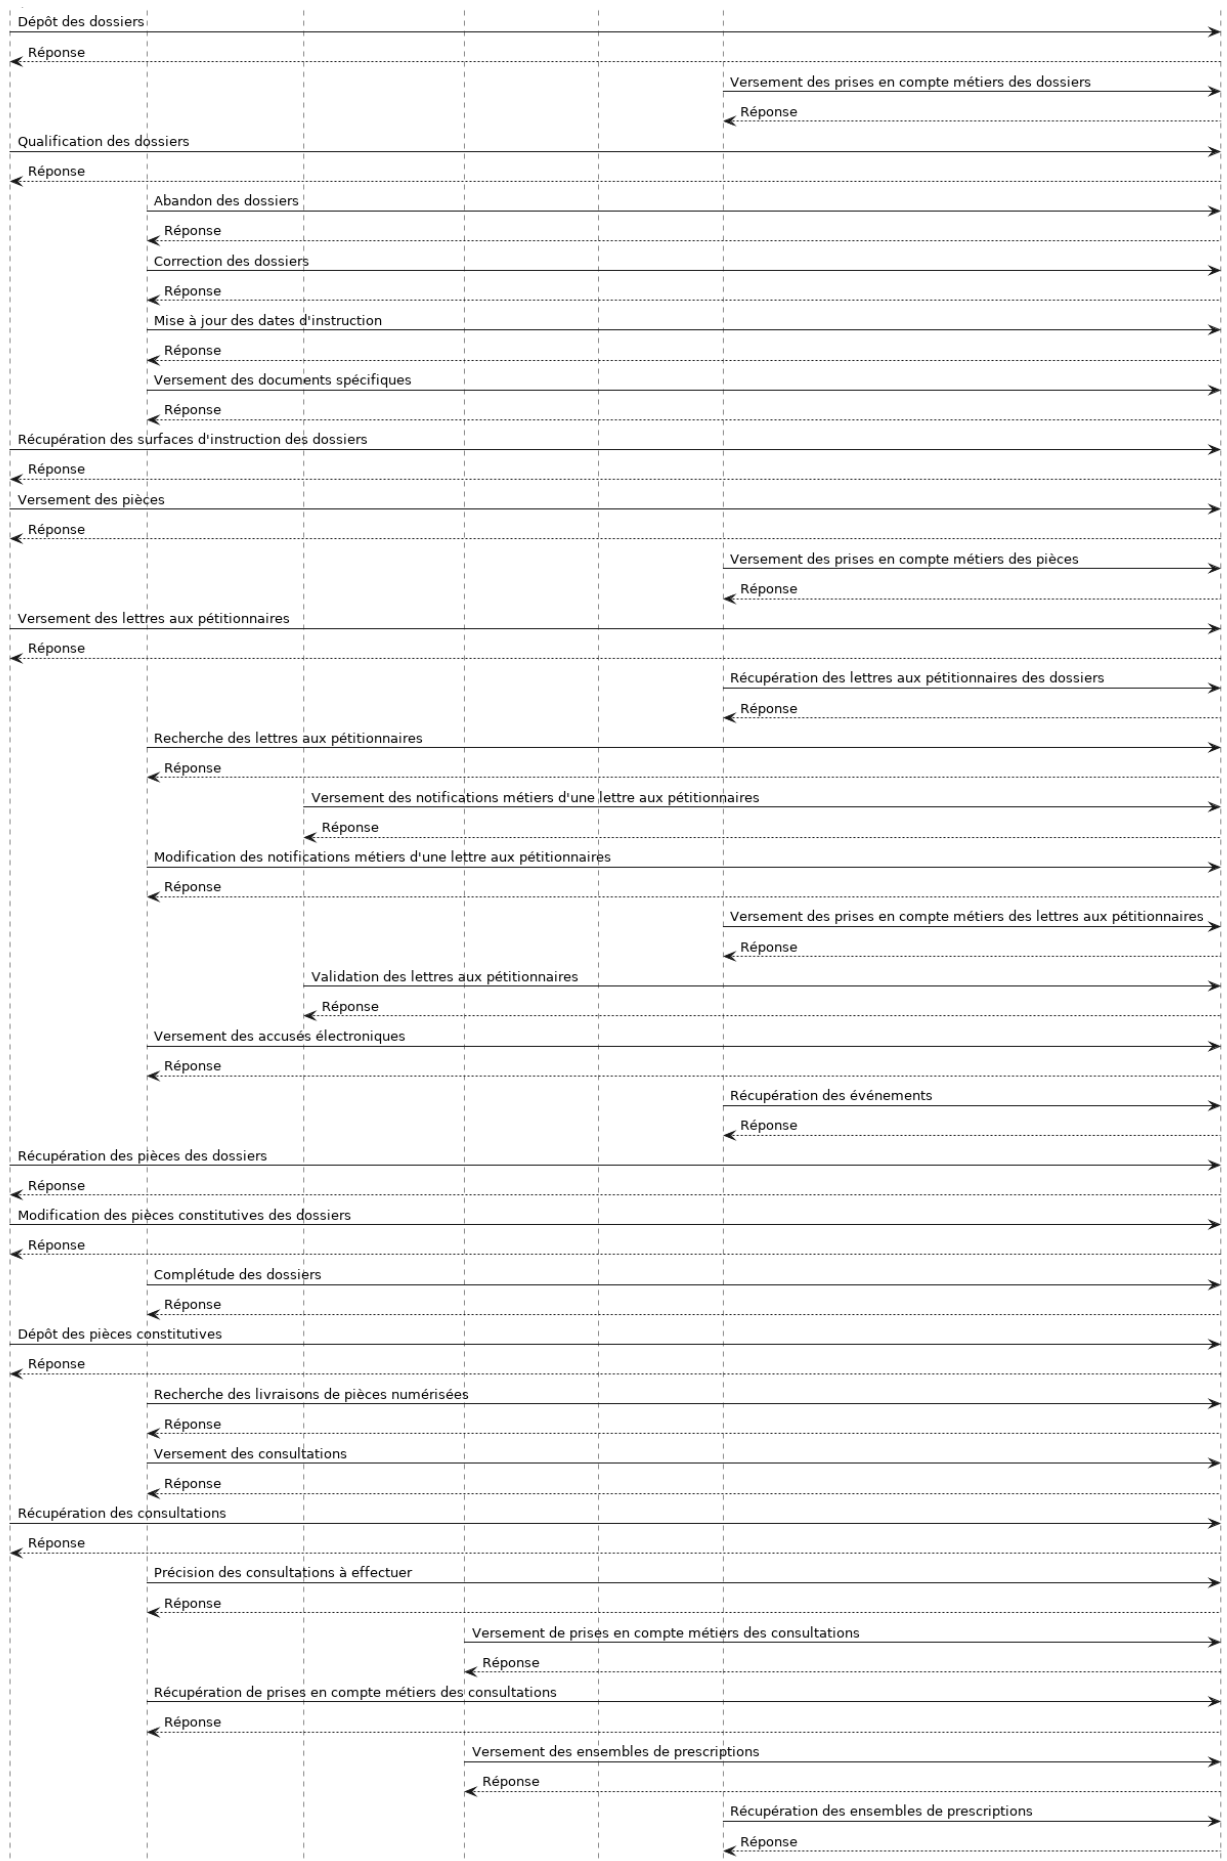 Dépôt des dossiers
Réponse
Versement des prises en compte métiers des dossiers
Réponse
Qualification des dossiers
Réponse
Abandon des dossiers
Réponse
Correction des dossiers
Réponse
Mise à jour des dates d'instruction
Réponse
Versement des documents spécifiques
Réponse
Récupération des surfaces d'instruction des dossiers
Réponse
Versement des pièces
Réponse
Versement des prises en compte métiers des pièces
Réponse
Versement des lettres aux pétitionnaires
Réponse
Récupération des lettres aux pétitionnaires des dossiers
Réponse
Recherche des lettres aux pétitionnaires
Réponse
Versement des notifications métiers d'une lettre aux pétitionnaires
Réponse
Modification des notifications métiers d'une lettre aux pétitionnaires
Réponse
Versement des prises en compte métiers des lettres aux pétitionnaires
Réponse
Validation des lettres aux pétitionnaires
Réponse
Versement des accusés électroniques
Réponse
Récupération des événements
Réponse
Récupération des pièces des dossiers
Réponse
Modification des pièces constitutives des dossiers
Réponse
Complétude des dossiers
Réponse
Dépôt des pièces constitutives
Réponse
Recherche des livraisons de pièces numérisées
Réponse
Versement des consultations
Réponse
Récupération des consultations
Réponse
Précision des consultations à effectuer
Réponse
Versement de prises en compte métiers des consultations
Réponse
Récupération de prises en compte métiers des consultations
Réponse
Versement des ensembles de prescriptions
Réponse
Récupération des ensembles de prescriptions
Réponse